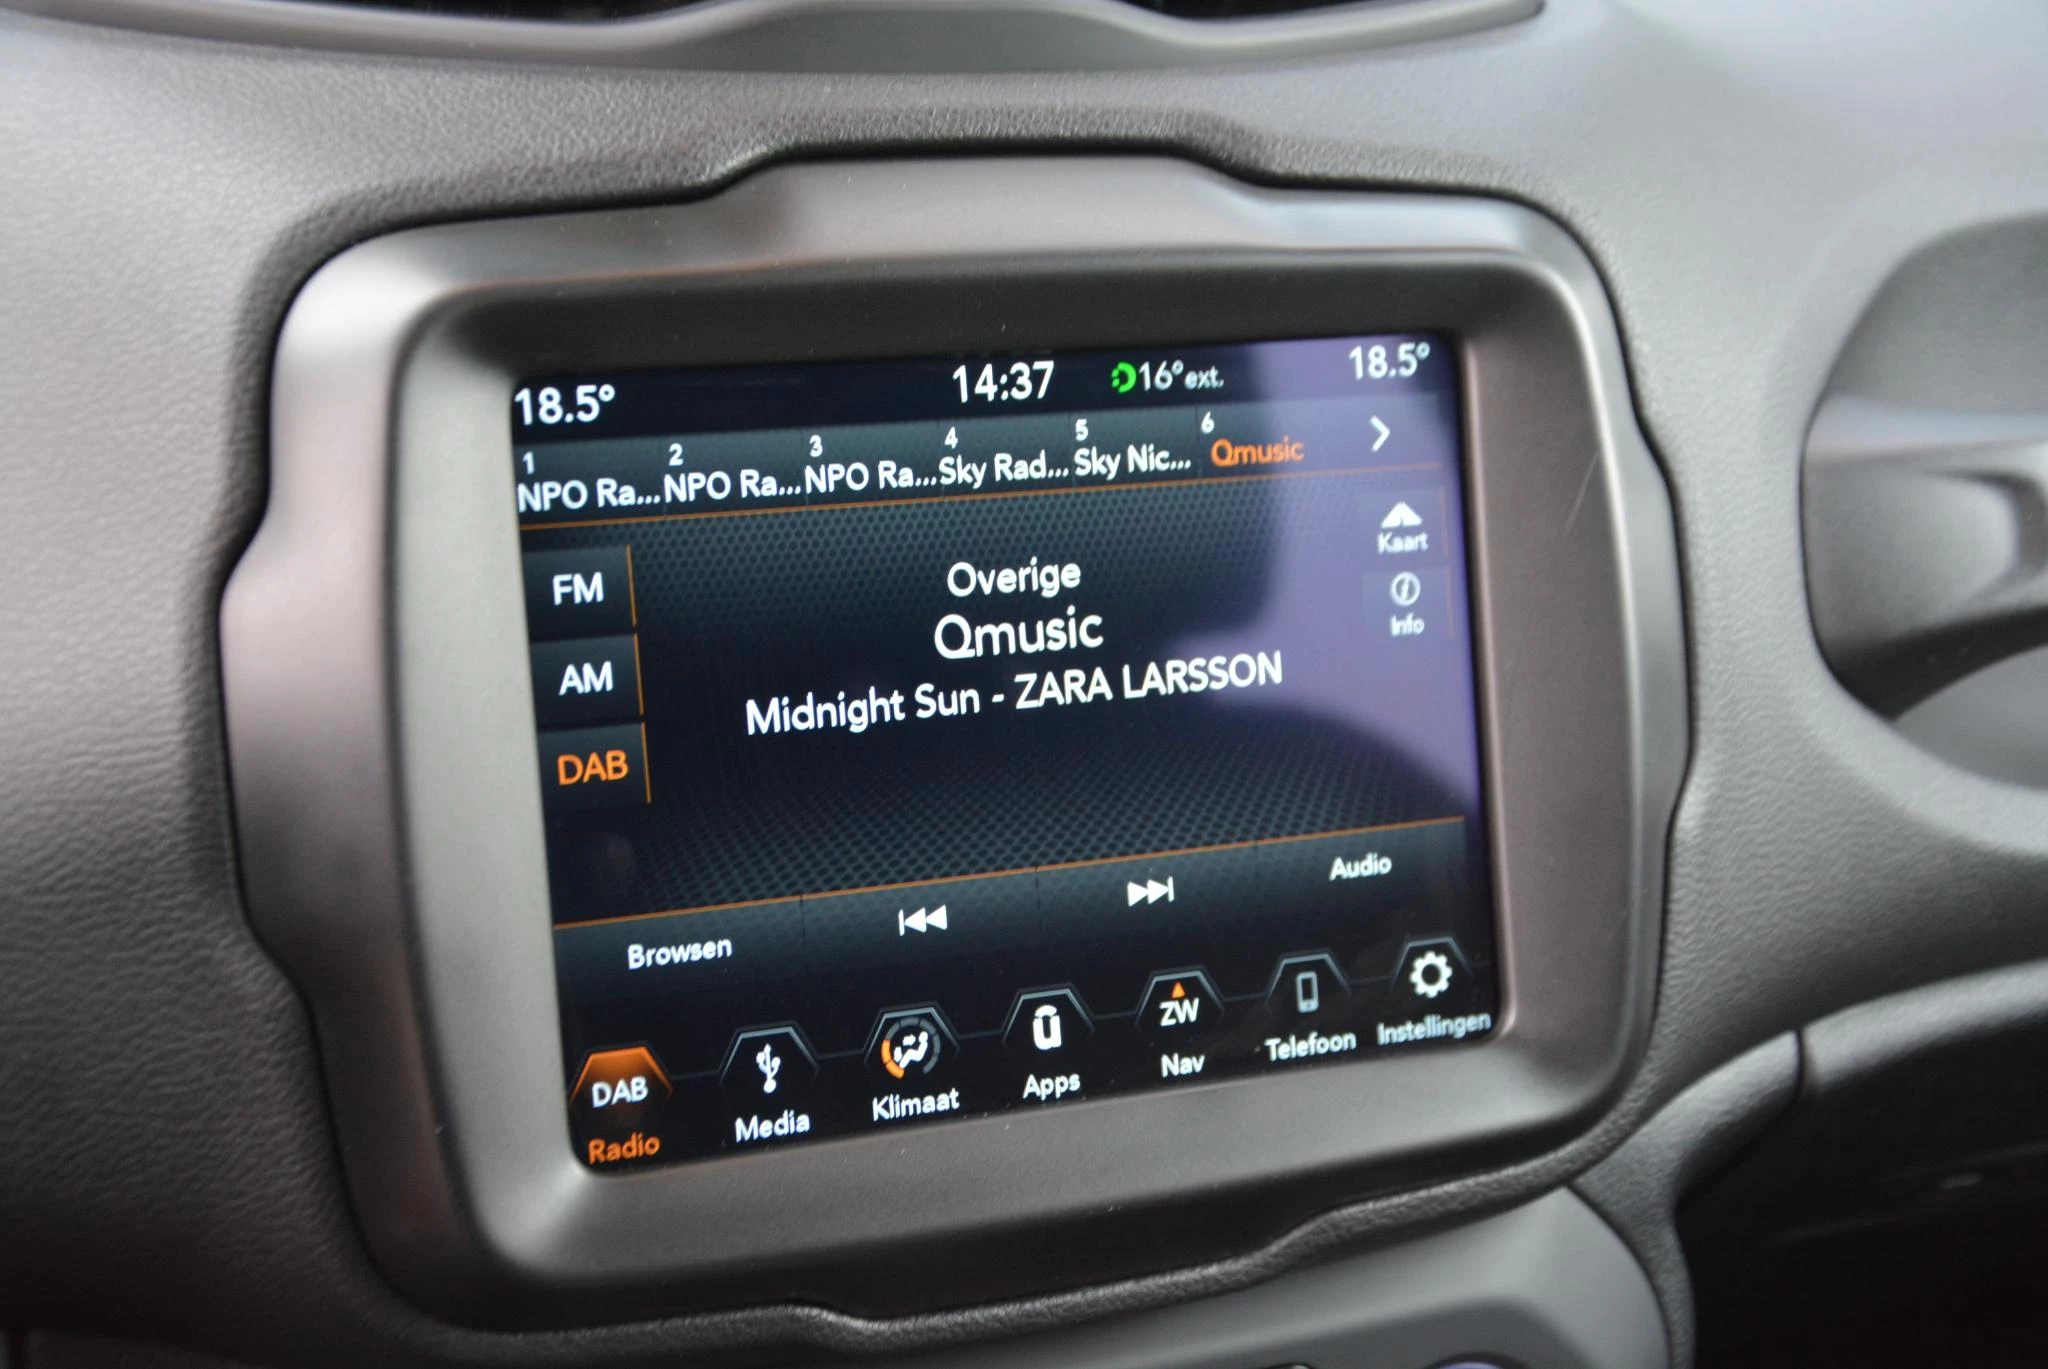 18.5° 14:37 16° ext. 18.5°
1 2 3 4 5 6
NPO Ra... NPO Ra... NPO Ra... Sky Rad... Sky Nic... Qmusic
Kaart
Info
FM
AM
DAB
Overige
Qmusic
Midnight Sun - ZARA LARSSON
Browsen Audio
DAB ZW
Radio Media Klimaat Apps Nav Telefoon Instellingen